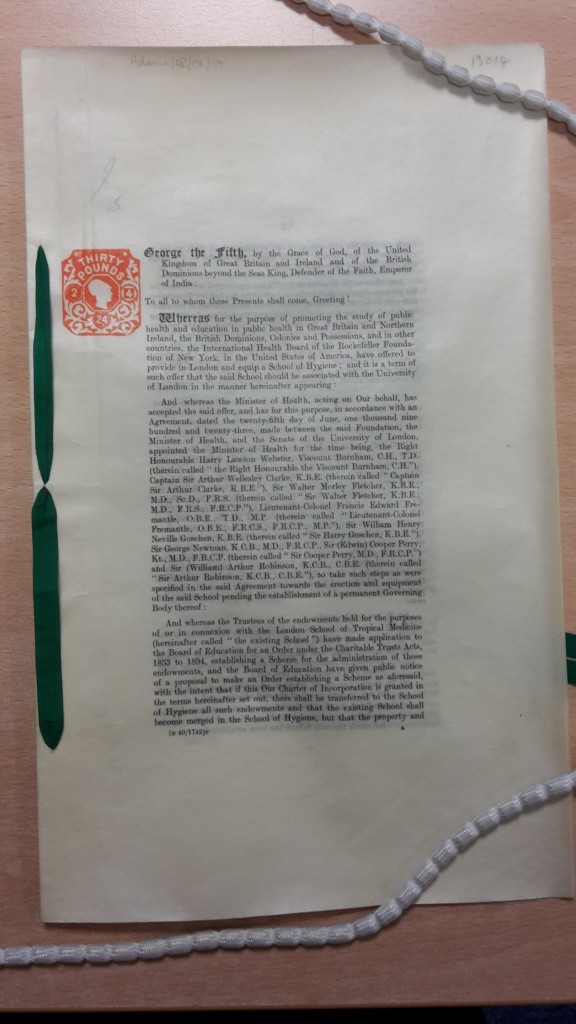 13018
THIRTY
POUNDS
2
14
24
George the Fifth, by the Grace of God, of the United
Kingdom of Great Britain and Ireland and of the British
Dominions beyond the Seas King, Defender of the Faith, Emperor
of India:
To all to whom these Presents shall come, Greeting!
Whereas for the purpose of promoting the study of public
health and education in public health in Great Britain and Northern
Ireland, the British Dominions, Colonies and Possessions, and in other
countries, the International Health Board of the Rockefeller Founda-
tion of New York, in the United States of America, have offered to
provide in London and equip a School of Hygiene; and it is a term of
such offer that the said School should be associated with the University
of London in the manner hereinafter appearing:
And whereas the Minister of Health, acting on Our behalf, has
accepted the said offer, and has for this purpose, in accordance with an
Agreement, dated the twenty-fifth day of June, one thousand nine
hundred and twenty-three, made between the said Foundation, the
Minister of Health, and the Senate of the University of London,
appointed the Minister of Health for the time being, the Right
Honourable Harry Lawson Webster, Viscount Burnham, C.H., T.D.
(therein called "the Right Honourable the Viscount Burnham, C.H."),
Captain Sir Arthur Wellesley Clarke, K.B.E. (therein called "Captain
Sir Arthur Clarke, K.B.E."), Sir Walter Morley Fletcher, K.B.E.,
M.D., Sc.D., F.R.S. (therein called "Sir Walter Fletcher, K.B.E.,
M.D., F.R.S., F.R.C.P."), Lieutenant-Colonel Francis Edward Fre-
mantle, O.B.E., T.D., M.P. (therein called "Lieutenant-Colonel
Fremantle, O.B.E., F.R.C.S., F.R.C.P., M.P."), Sir William Henry
Neville Goschen, K.B.E. (therein called "Sir Harry Goschen, K.B.E."),
Sir George Newman, K.C.B., M.D., F.R.C.P., Sir (Edwin) Cooper Perry,
Kt., M.D., F.R.C.P. (therein called "Sir Cooper Perry, M.D., F.R.C.P.")
and Sir (William) Arthur Robinson, K.C.B., C.B.E. (therein called
"Sir Arthur Robinson, K.C.B., C.B.E."), to take such steps as were
specified in the said Agreement towards the erection and equipment
of the said School pending the establishment of a permanent Governing
Body thereof:
And whereas the Trustees of the endowments held for the purposes
of or in connexion with the London School of Tropical Medicine
(hereinafter called "the existing School") have made application to
the Board of Education for an Order under the Charitable Trusts Acts,
1853 to 1894, establishing a Scheme for the administration of those
endowments, and the Board of Education have given public notice
of a proposal to make an Order establishing a Scheme as aforesaid,
with the intent that if this Our Charter of Incorporation is granted in
the terms hereinafter set out, there shall be transferred to the School
of Hygiene all such endowments and that the existing School shall
become merged in the School of Hygiene, but that the property and
A